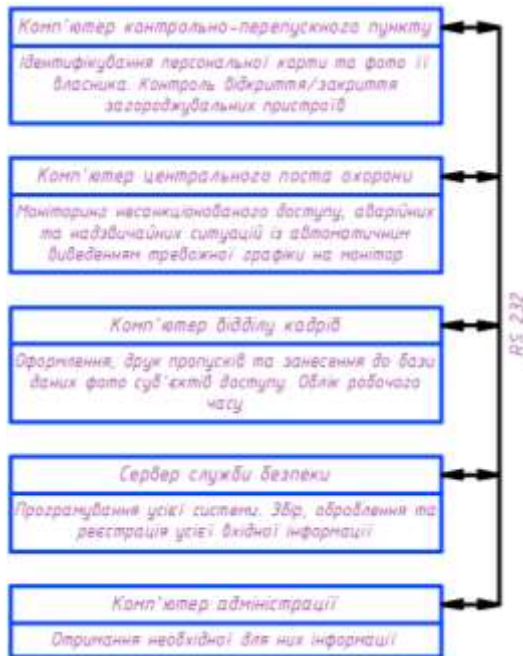 Комп'ютер контрольно-перепускного пункту
Ідентифікування персональної карти та фото її
власника. Контроль відкриття/закриття
загороджувальних пристроїв
Комп'ютер центрального поста охорони
Моніторинг несанкціонованого доступу, аварійних
та надзвичайних ситуацій із автоматичним
виведенням тревожної графіки на монітор
Комп'ютер відділу кадрів
Оформлення, друк пропусків та занесення до бази
даних фото суб'єктів доступу. Облік робочого
часу
Сервер служби безпеки
Програмування усієї системи. Збір, оброблення та
реєстрація усієї вхідної інформації
Комп'ютер адміністрації
Отримання необхідної для них інформації
RS 232